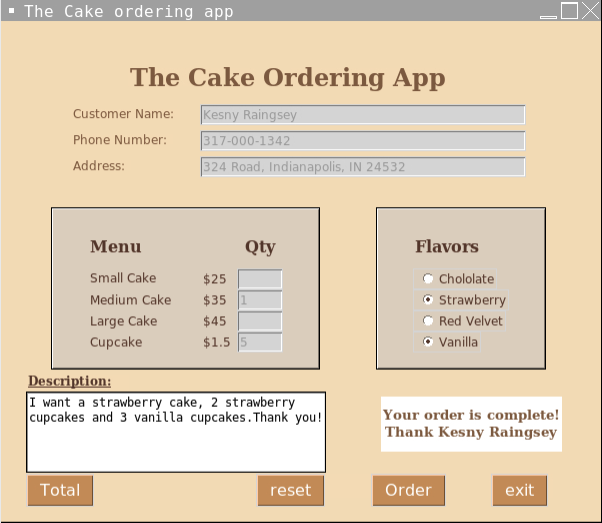 The Cake ordering app
The Cake Ordering App
Customer Name: Kesny Raingsey
Phone Number: 317-000-1342
Address: 324 Road, Indianapolis, IN 24532
Menu Qty
Small Cake $25
Medium Cake $35 1
Large Cake $45
Cupcake $1.5 5
Flavors
Chololate
Strawberry
Red Velvet
Vanilla
Description:
I want a strawberry cake, 2 strawberry
cupcakes and 3 vanilla cupcakes.Thank you!
Your order is complete!
Thank Kesny Raingsey
Total reset Order exit